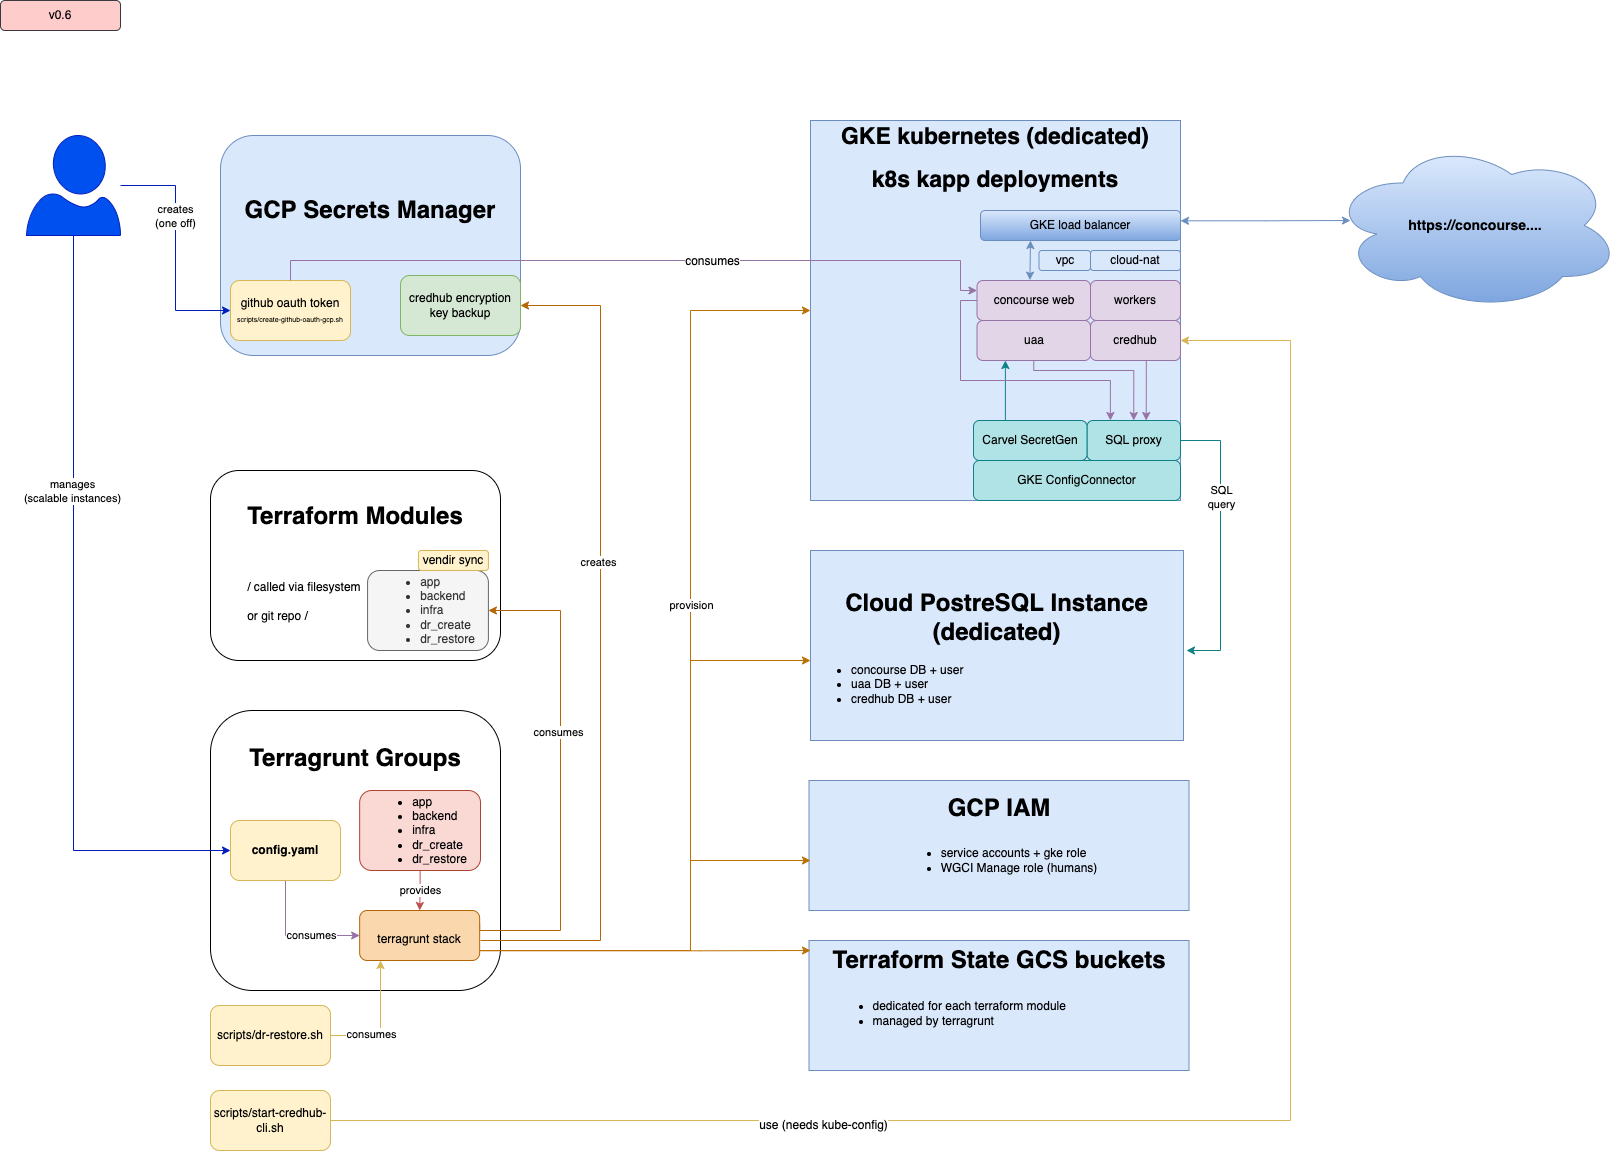 v0.6
creates
(one off)
manages
(scalable instances)
GCP Secrets Manager
github oauth token
scripts/create-github-oauth-gcp.sh
credhub encryption
key backup
consumes
GKE kubernetes (dedicated)
k8s kapp deployments
GKE load balancer
vpc
cloud-nat
concourse web
workers
uaa
credhub
Carvel SecretGen
SQL proxy
GKE ConfigConnector
https://concourse....
SQL
query
Terraform Modules
/ called via filesystem
or git repo /
vendir sync
app
backend
infra
dr_create
dr_restore
creates
consumes
provision
Cloud PostreSQL Instance
(dedicated)
concourse DB + user
uaa DB + user
credhub DB + user
Terragrunt Groups
config.yaml
app
backend
infra
dr_create
dr_restore
provides
consumes
terragrunt stack
GCP IAM
service accounts + gke role
WGCI Manage role (humans)
Terraform State GCS buckets
dedicated for each terraform module
managed by terragrunt
scripts/dr-restore.sh
consumes
scripts/start-credhub-
cli.sh
use (needs kube-config)